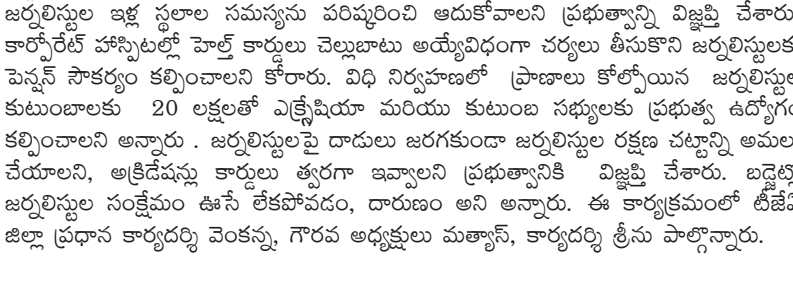 జర్నలిస్టుల ఇళ్ల స్థలాల సమస్యను పరిష్కరించి ఆదుకోవాలని ప్రభుత్వాన్ని విజ్ఞప్తి చేశారు
కార్పోరేట్ హాస్పిటల్లో హెల్త్ కార్డులు చెల్లుబాటు అయ్యేవిధంగా చర్యలు తీసుకొని జర్నలిస్టులక
పెన్షన్ సౌకర్యం కల్పించాలని కోరారు. విధి నిర్వహణలో ప్రాణాలు కోల్పోయిన జర్నలిస్టుల
కుటుంబాలకు 20 లక్షలతో ఎక్స్గ్రేషియా మరియు కుటుంబ సభ్యులకు ప్రభుత్వ ఉద్యోగం
కల్పించాలని అన్నారు . జర్నలిస్టులపై దాడులు జరగకుండా జర్నలిస్టుల రక్షణ చట్టాన్ని అమల
చేయాలని, అక్రిడేషన్లు కార్డులు త్వరగా ఇవ్వాలని ప్రభుత్వానికి విజ్ఞప్తి చేశారు. బడ్జెట్లో
జర్నలిస్టుల సంక్షేమం ఊసే లేకపోవడం, దారుణం అని అన్నారు. ఈ కార్యక్రమంలో టీజేఏ
జిల్లా ప్రధాన కార్యదర్శి వెంకన్న, గౌరవ అధ్యక్షులు మత్యాస్, కార్యదర్శి శ్రీను పాల్గొన్నారు.